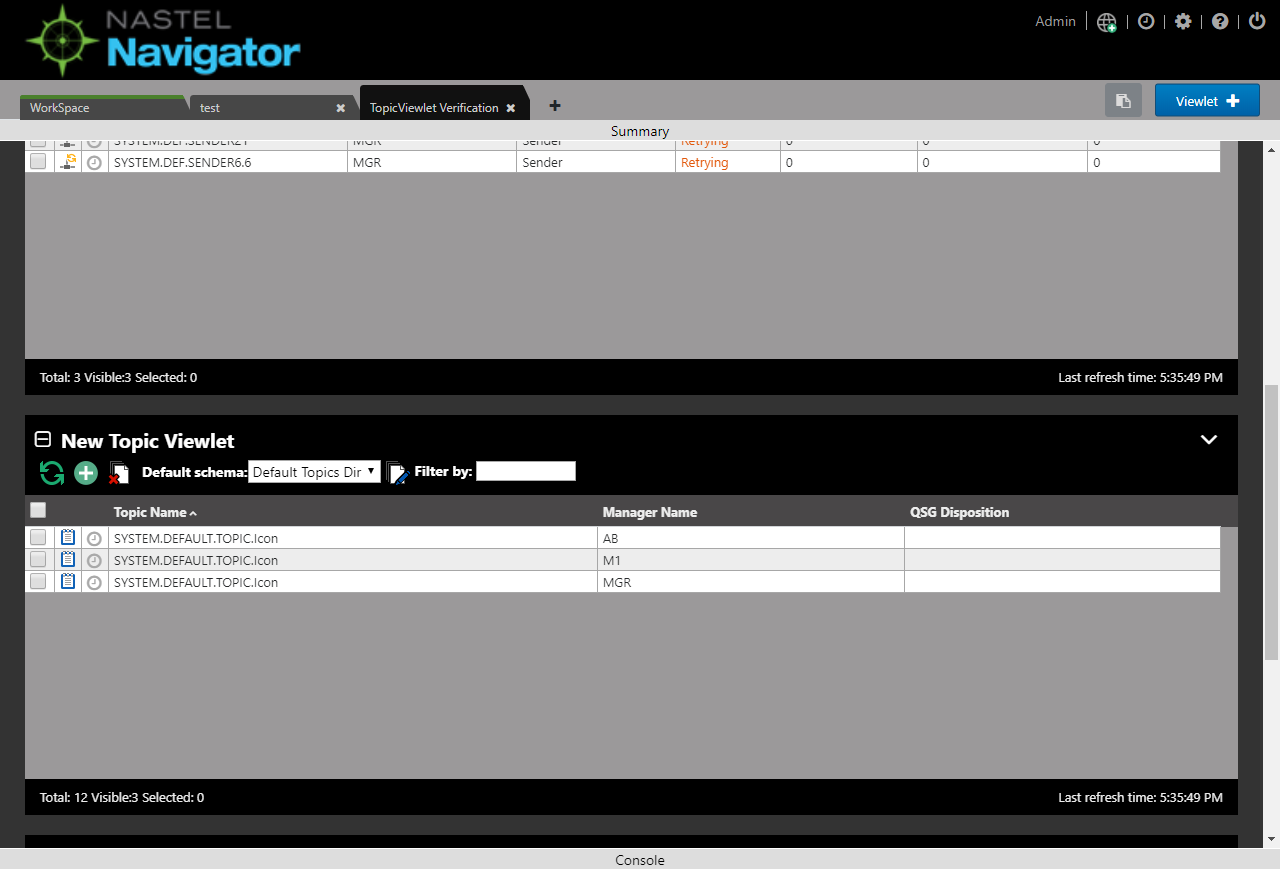 NASTEL
Navigator
Admin
WorkSpace
test
TopicViewlet Verification
Viewlet
Summary
SYSTEM.DEF.SENDER21 MGR Sender Retrying 0 0 0
SYSTEM.DEF.SENDER6.6 MGR Sender Retrying 0 0 0
Total: 3 Visible:3 Selected: 0
Last refresh time: 5:35:49 PM
New Topic Viewlet
Default schema: Default Topics Dir Filter by:
Topic Name Manager Name QSG Disposition
SYSTEM.DEFAULT.TOPIC.Icon AB
SYSTEM.DEFAULT.TOPIC.Icon M1
SYSTEM.DEFAULT.TOPIC.Icon MGR
Total: 12 Visible:3 Selected: 0
Last refresh time: 5:35:49 PM
Console